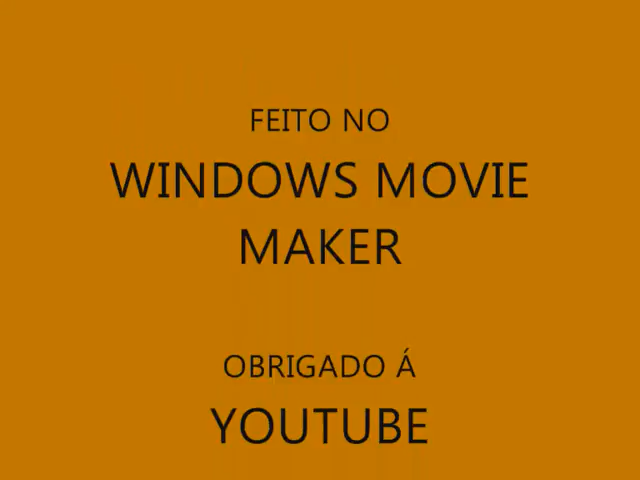 FEITO NO
WINDOWS MOVIE
MAKER
OBRIGADO Á
YOUTUBE